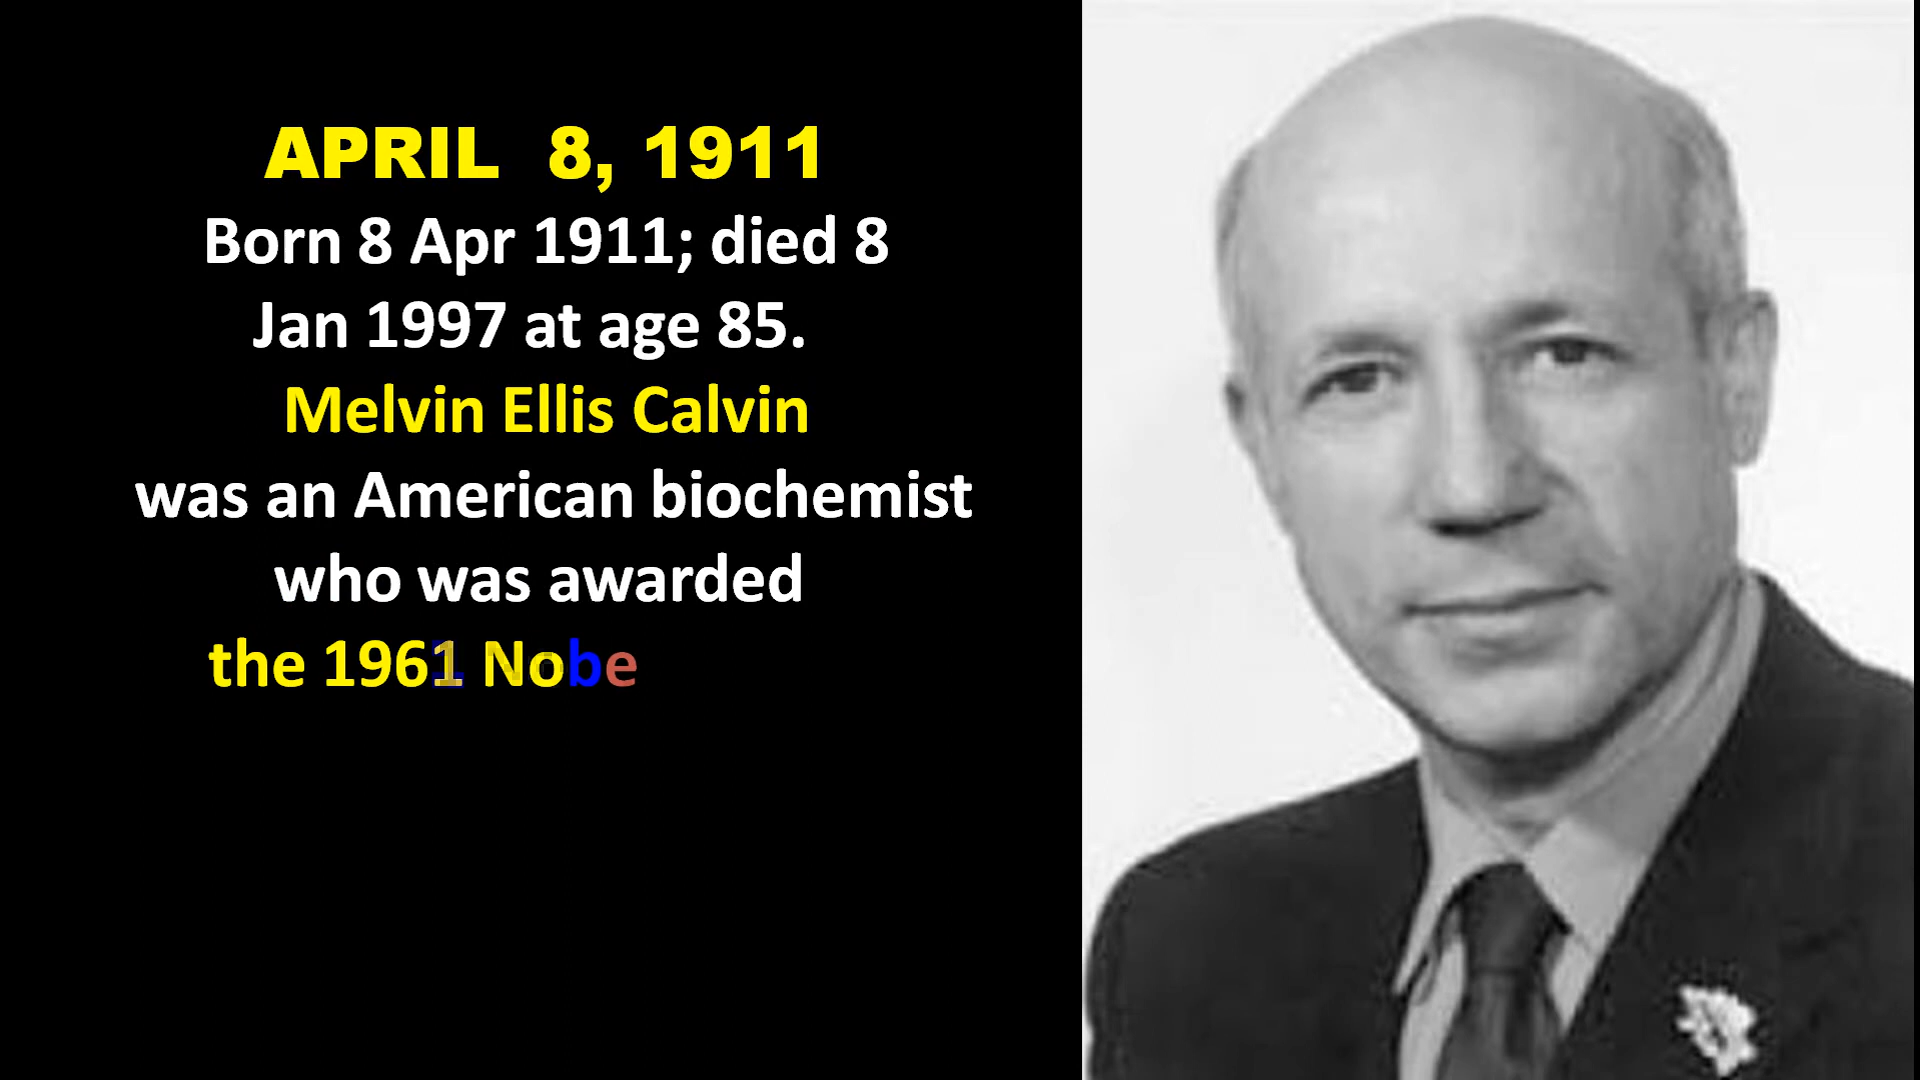 APRIL  8, 1911
Born 8 Apr 1911; died 8
Jan 1997 at age 85.
Melvin Ellis Calvin
was an American biochemist
who was awarded
the 1961 Nobe